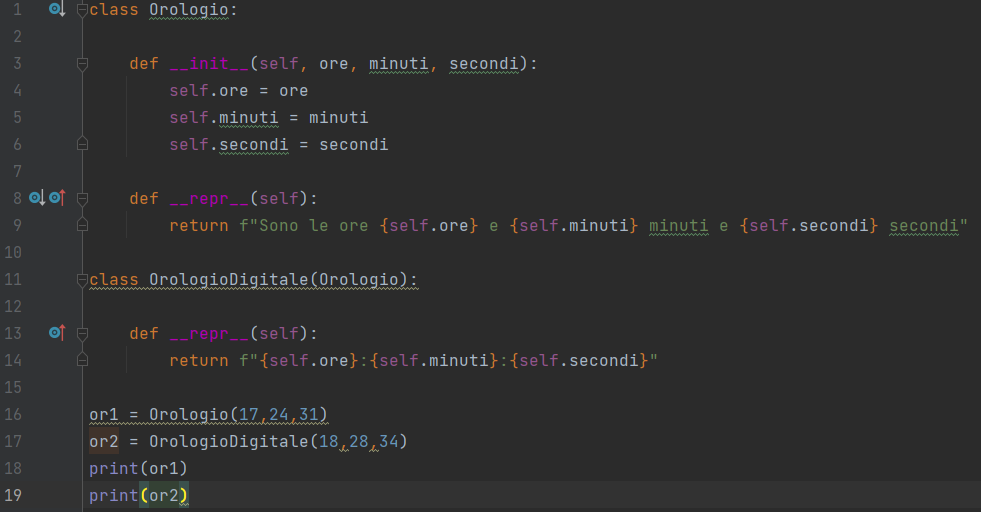 1 class Orologio:
2
3     def __init__(self, ore, minuti, secondi):
4         self.ore = ore
5         self.minuti = minuti
6         self.secondi = secondi
7
8     def __repr__(self):
9         return f"Sono le ore {self.ore} e {self.minuti} minuti e {self.secondi} secondi"
10
11 class OrologioDigitale(Orologio):
12
13     def __repr__(self):
14         return f"{self.ore}:{self.minuti}:{self.secondi}"
15
16 or1 = Orologio(17,24,31)
17 or2 = OrologioDigitale(18,28,34)
18 print(or1)
19 print(or2)